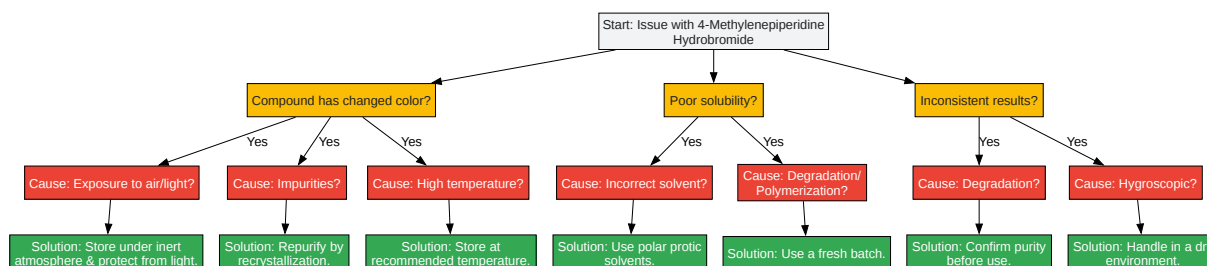 Start: Issue with 4-Methylenepiperidine
Hydrobromide
Compound has changed color?
Poor solubility?
Inconsistent results?
Yes
Yes
Yes
Yes
Yes
Yes
Yes
Cause: Exposure to air/light?
Cause: Impurities?
Cause: High temperature?
Cause: Incorrect solvent?
Cause: Degradation/
Polymerization?
Cause: Degradation?
Cause: Hygroscopic?
Solution: Store under inert
atmosphere & protect from light.
Solution: Repurify by
recrystallization.
Solution: Store at
recommended temperature.
Solution: Use polar protic
solvents.
Solution: Use a fresh batch.
Solution: Confirm purity
before use.
Solution: Handle in a
environment.